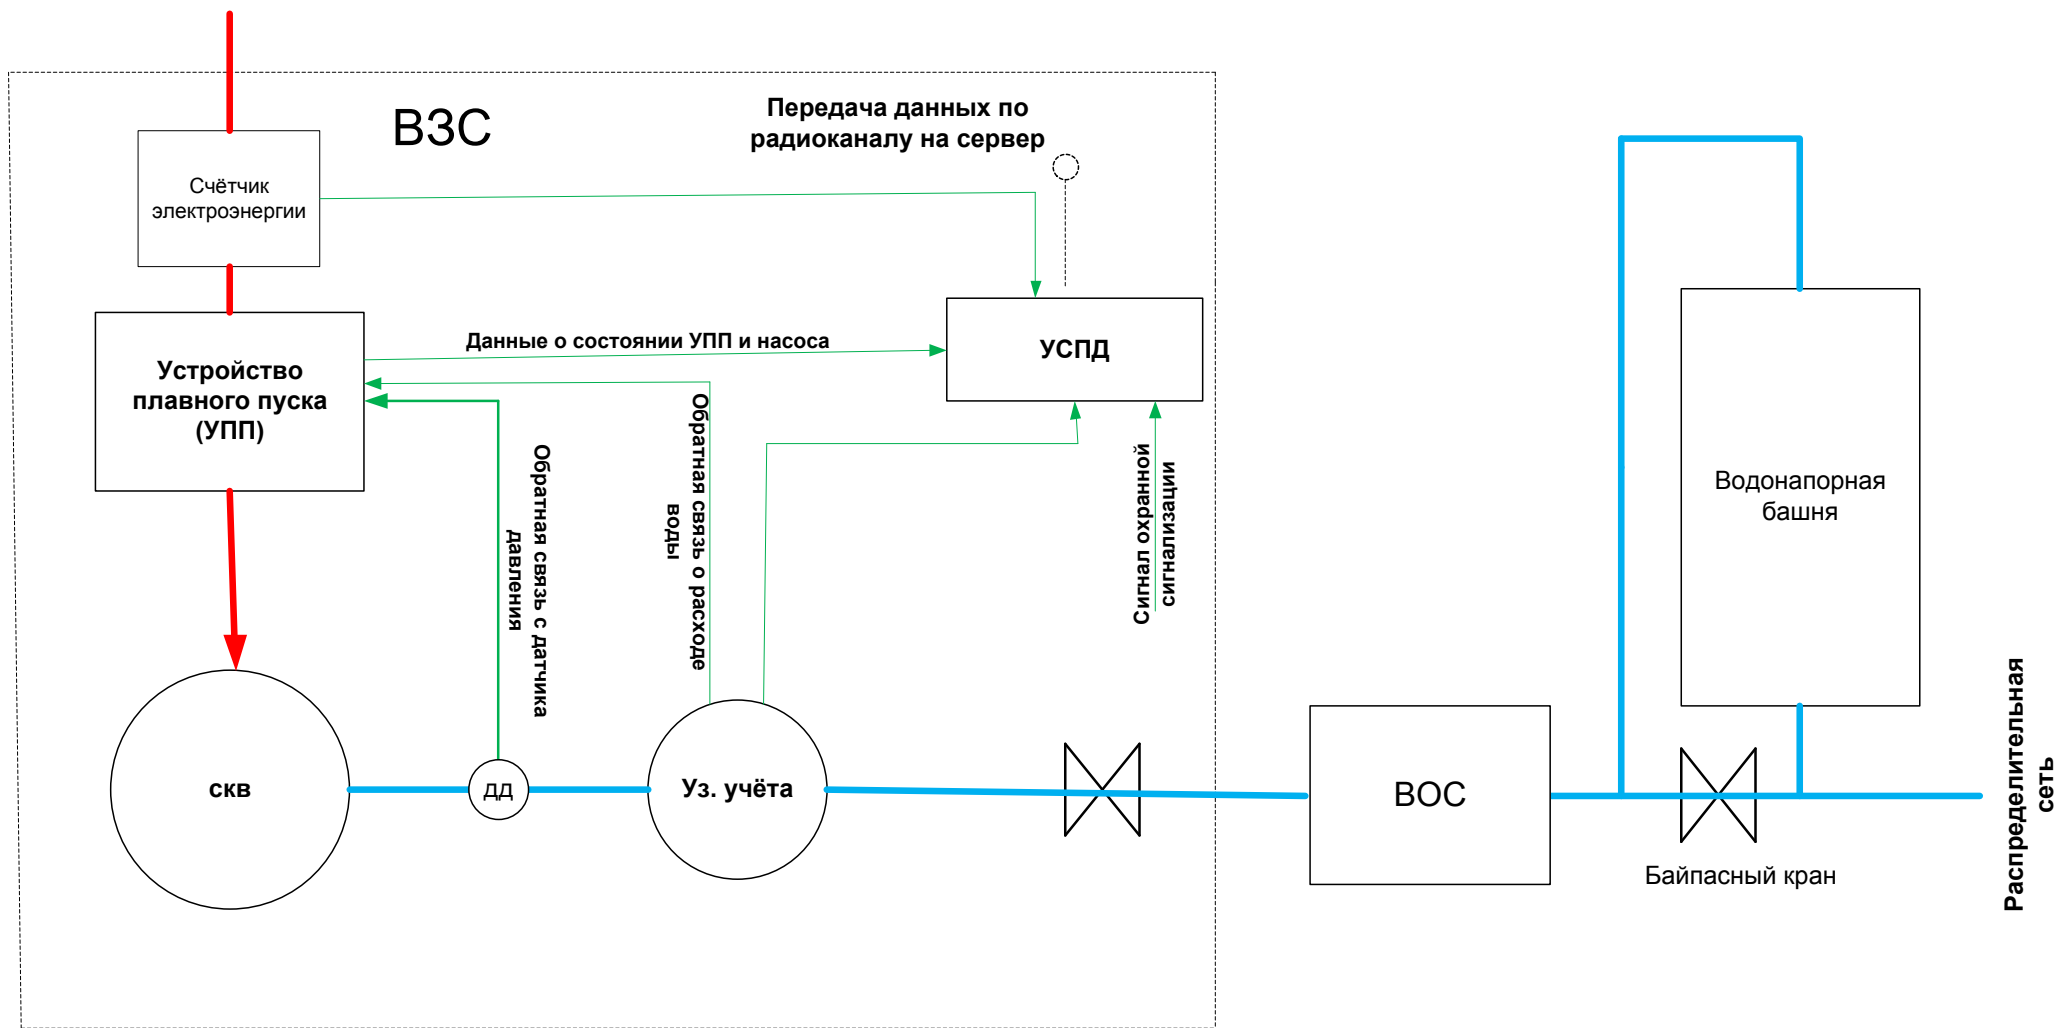 ВЗС
Передача данных по
радиоканалу на сервер
Счётчик
электроэнергии
Данные о состоянии УПП и насоса
УСПД
Устройство
плавного пуска
(УПП)
Обратная связь с датчика
давления
Обратная связь о расходе
воды
Сигнал охранной
сигнализации
Водонапорная
башня
скв
дд
Уз. учёта
ВОС
Байпасный кран
Распределительная
сеть